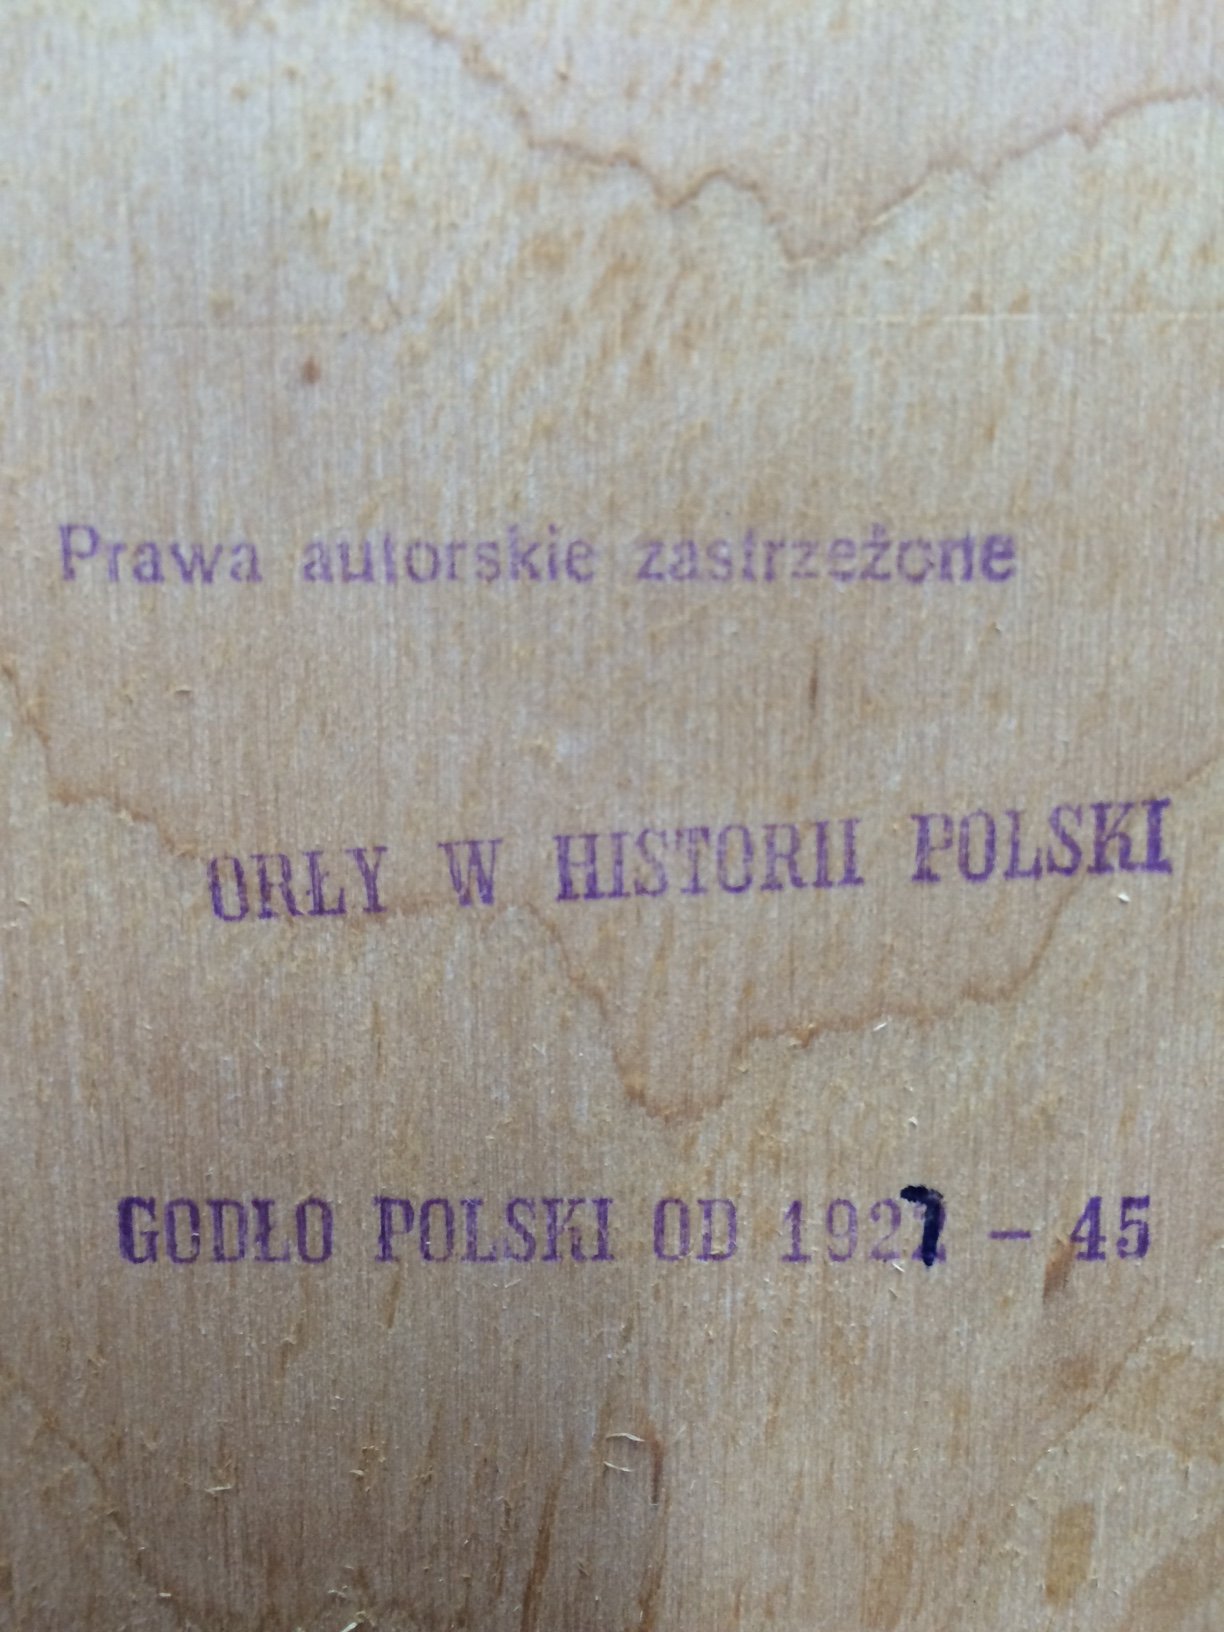 Prawa autorskie zastrzeżone
ORŁY W HISTORII POLSKI
GODŁO POLSKI OD 1927 - 45